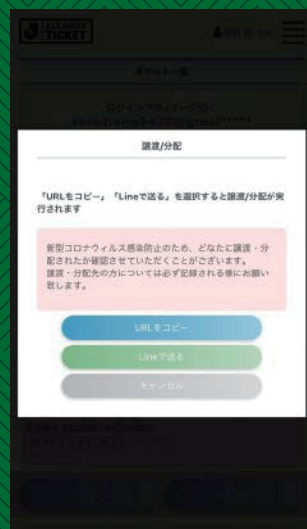 J.LEAGUE
TICKET
チケット一覧
譲渡/分配
「URLをコピー」「Lineで送る」を選択すると譲渡/分配が実
行されます
新型コロナウィルス感染防止のため、どなたに譲渡・分
配されたか確認させていただくことがございます。
譲渡・分配先の方については必ず記録される様にお願い
致します。
URLをコピー
Lineで送る
キャンセル